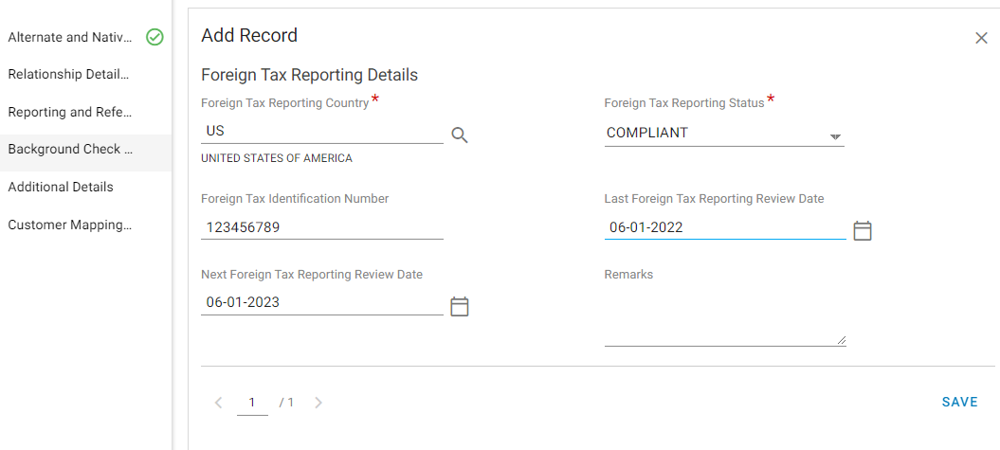 Alternate and Nativ...
Relationship Detail...
Reporting and Refe...
Background Check ...
Additional Details
Customer Mapping...
Add Record
Foreign Tax Reporting Details
Foreign Tax Reporting Country *
US
UNITED STATES OF AMERICA
Foreign Tax Reporting Status *
COMPLIANT
Foreign Tax Identification Number
123456789
Last Foreign Tax Reporting Review Date
06-01-2022
Next Foreign Tax Reporting Review Date
06-01-2023
Remarks
1 / 1
SAVE